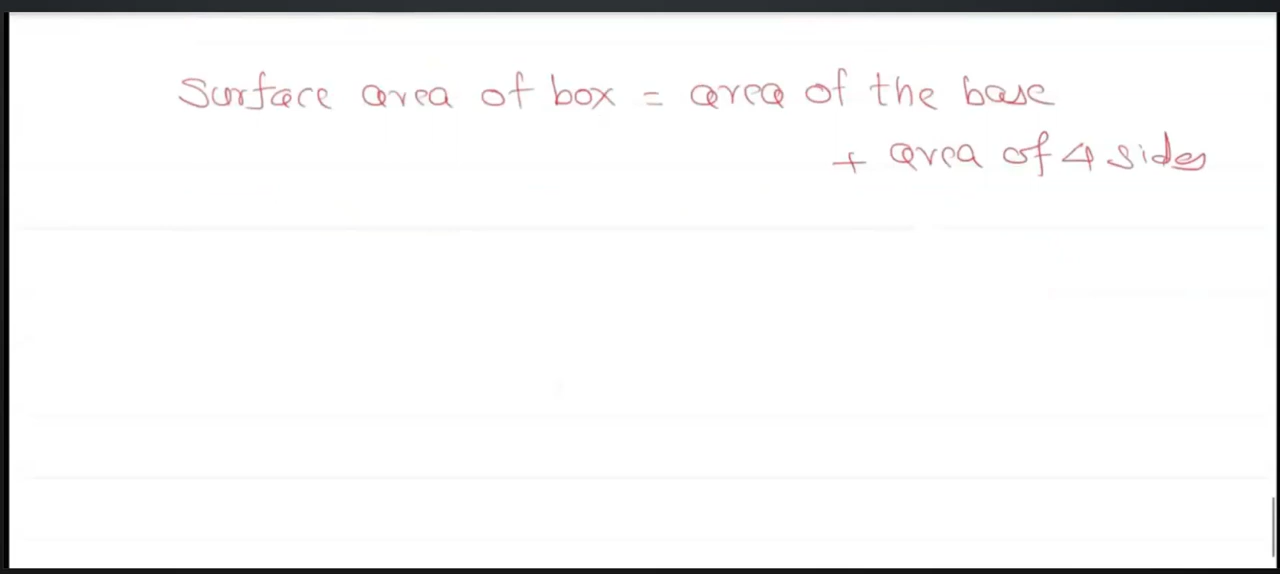 Surface area of box = area of the base
+ area of 4 sides